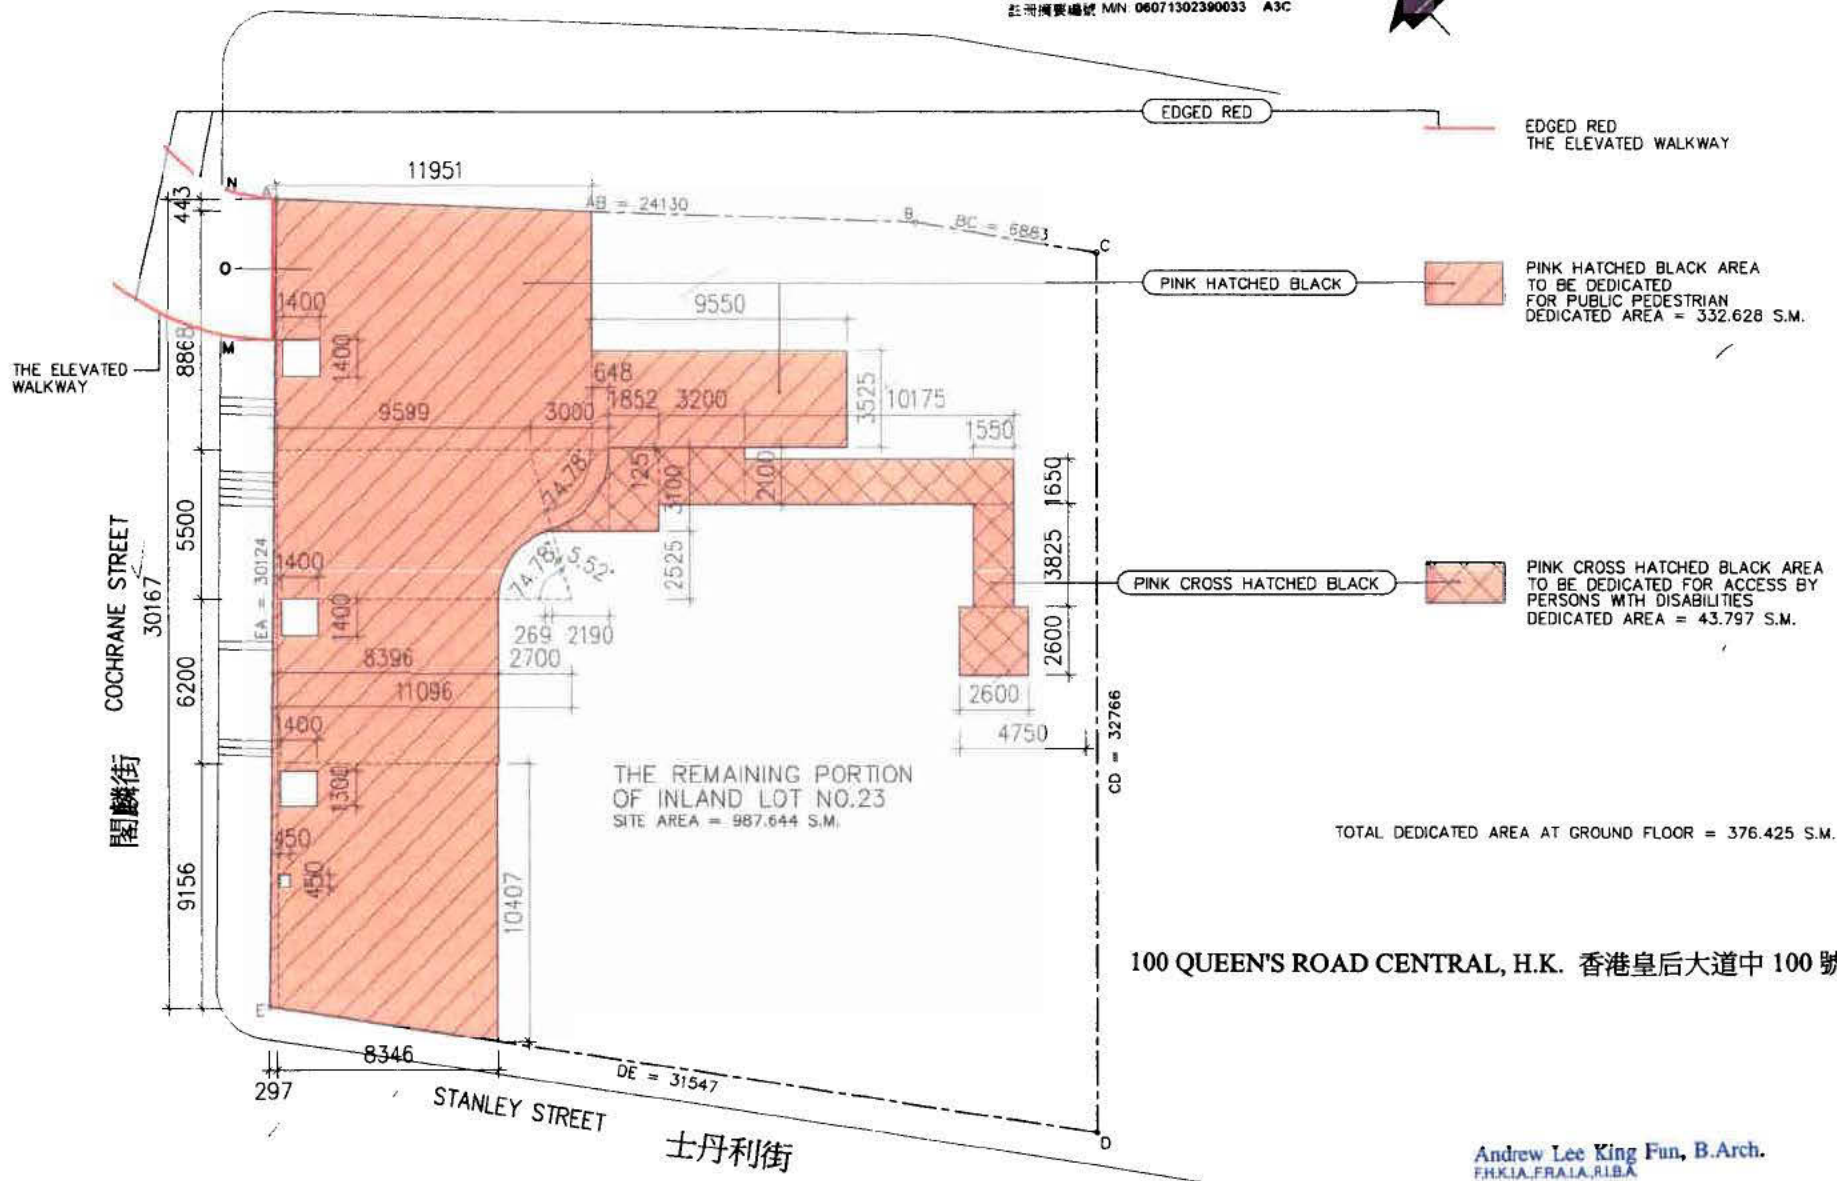 註冊摘要編號 M/N: 06071302390033 A3C
EDGED RED
EDGED RED
THE ELEVATED WALKWAY
11951
N
A
AB = 24130
B
BC = 6883
C
443
O
PINK HATCHED BLACK
PINK HATCHED BLACK AREA
TO BE DEDICATED
FOR PUBLIC PEDESTRIAN
DEDICATED AREA = 332.628 S.M.
1400
9550
M
8868
1400
THE ELEVATED
WALKWAY
648
9599
3000
1852
3200
3525
10175
1550
74.78°
125
3100
2100
1650
COCHRANE STREET
閣麟街
30167
5500
EA = 30124
1400
1400
74.78°
5.52°
2525
3825
PINK CROSS HATCHED BLACK
PINK CROSS HATCHED BLACK AREA
TO BE DEDICATED FOR ACCESS BY
PERSONS WITH DISABILITIES
DEDICATED AREA = 43.797 S.M.
269
2190
2600
8396
2700
11096
6200
2600
4750
CD = 32766
1400
1300
THE REMAINING PORTION
OF INLAND LOT NO.23
SITE AREA = 987.644 S.M.
TOTAL DEDICATED AREA AT GROUND FLOOR = 376.425 S.M.
450
450
9156
10407
100 QUEEN'S ROAD CENTRAL, H.K. 香港皇后大道中 100 號
E
8346
297
DE = 31547
D
STANLEY STREET
士丹利街
Andrew Lee King Fun, B.Arch.
F.H.K.I.A., F.R.A.I.A., R.I.B.A